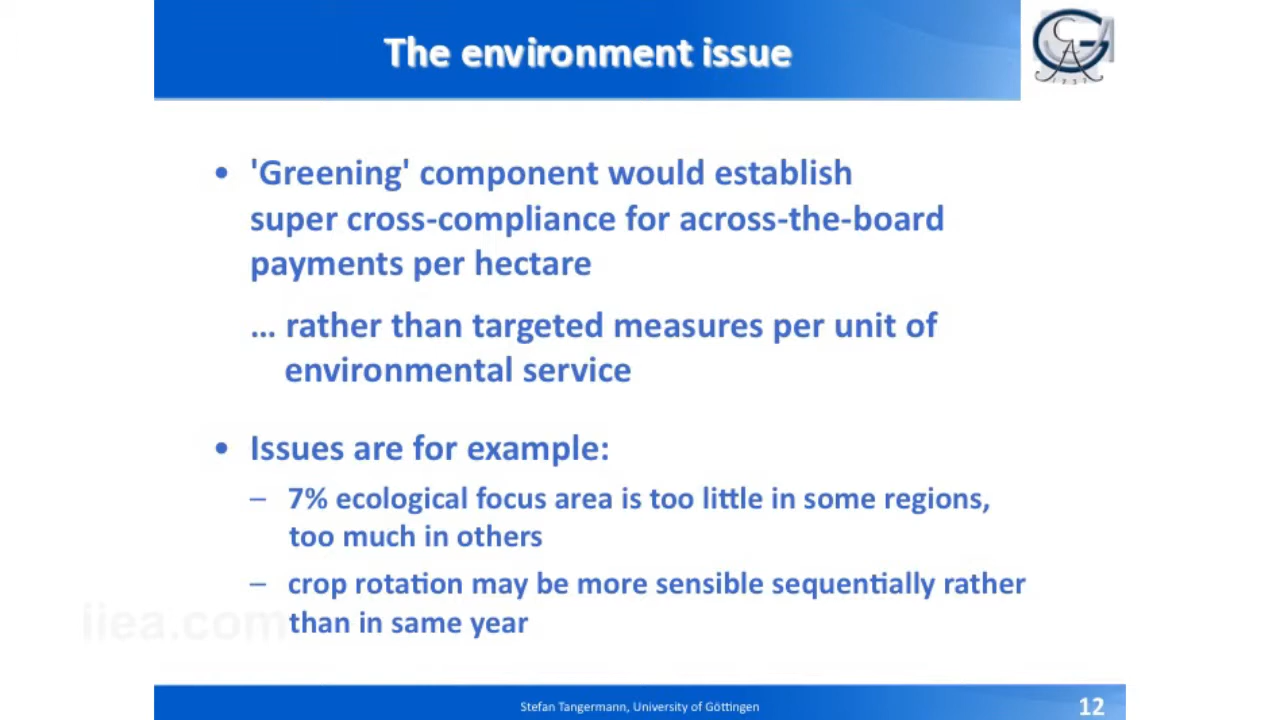 The environment issue
• 'Greening' component would establish
super cross-compliance for across-the-board
payments per hectare
... rather than targeted measures per unit of
environmental service
• Issues are for example:
– 7% ecological focus area is too little in some regions,
too much in others
– crop rotation may be more sensible sequentially rather
than in same year
iiea.com
Stefan Tangermann, University of Göttingen
12